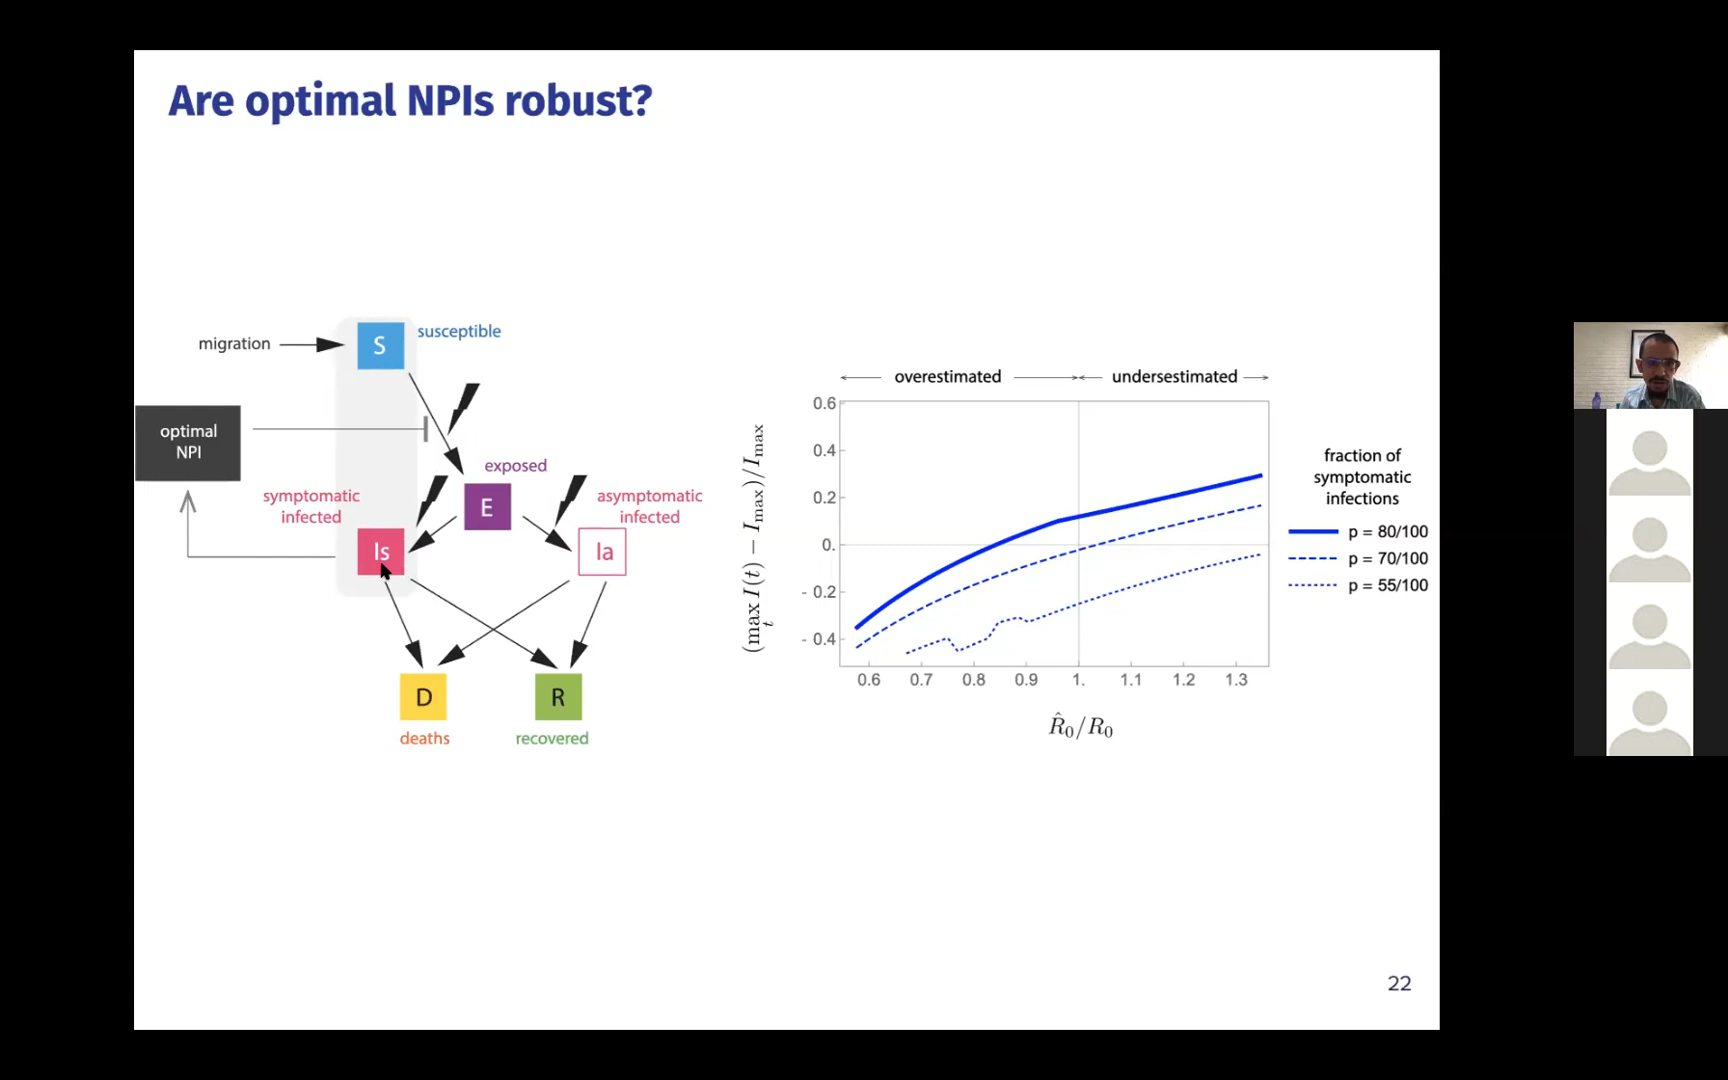 Are optimal NPIs robust?
migration
S
susceptible
optimal
NPI
exposed
E
symptomatic
infected
asymptomatic
infected
Is
Ia
D
R
deaths
recovered
overestimated
undersestimated
0.6
0.4
0.2
0.
- 0.2
- 0.4
(max I(t) − I_max)/I_max
t
0.6 0.7 0.8 0.9 1. 1.1 1.2 1.3
R̂₀/R₀
fraction of
symptomatic
infections
p = 80/100
p = 70/100
p = 55/100
22